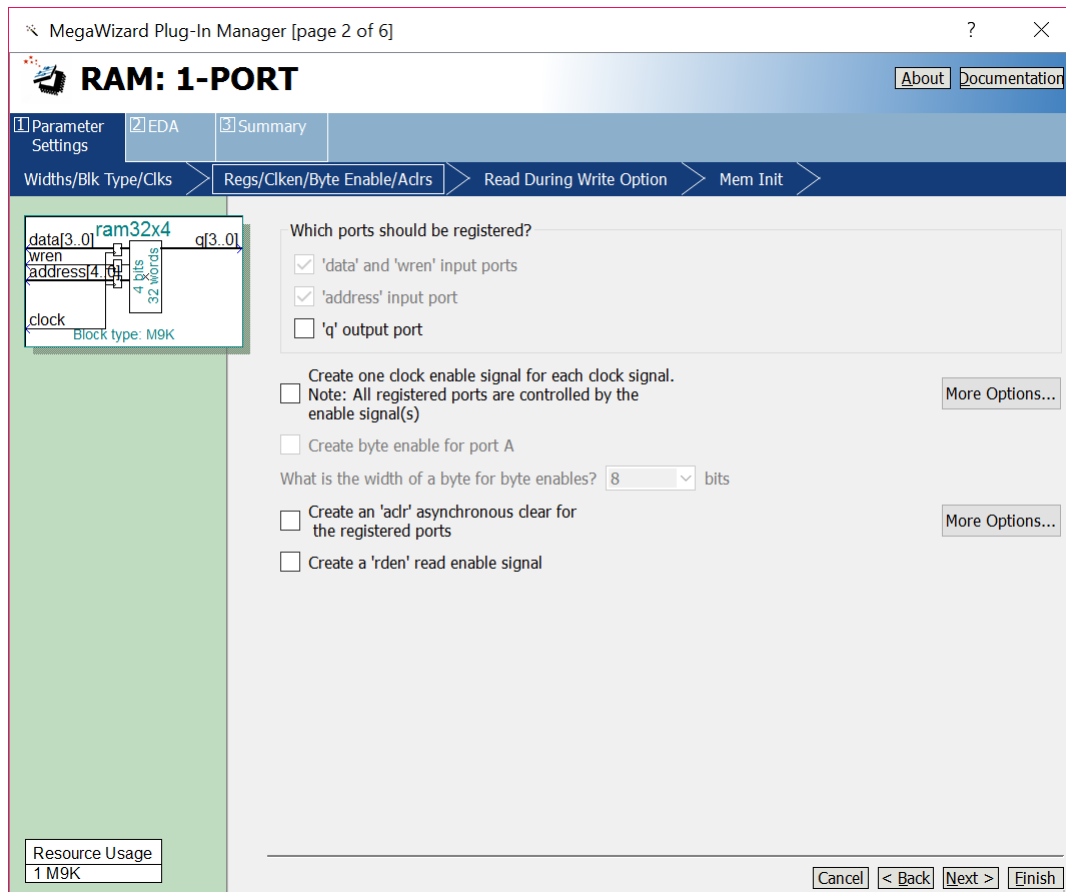 MegaWizard Plug-In Manager [page 2 of 6]
?
RAM: 1-PORT
About
Documentation
1 Parameter Settings
2 EDA
3 Summary
Widths/Blk Type/Clks
Regs/Clken/Byte Enable/Aclrs
Read During Write Option
Mem Init
ram32x4
data[3..0]
q[3..0]
wren
address[4..0]
4 bits
32 words
clock
Block type: M9K
Which ports should be registered?
'data' and 'wren' input ports
'address' input port
'q' output port
Create one clock enable signal for each clock signal.
Note: All registered ports are controlled by the
enable signal(s)
More Options...
Create byte enable for port A
What is the width of a byte for byte enables? 8 bits
Create an 'aclr' asynchronous clear for
the registered ports
More Options...
Create a 'rden' read enable signal
Resource Usage
1 M9K
Cancel
< Back
Next >
Finish